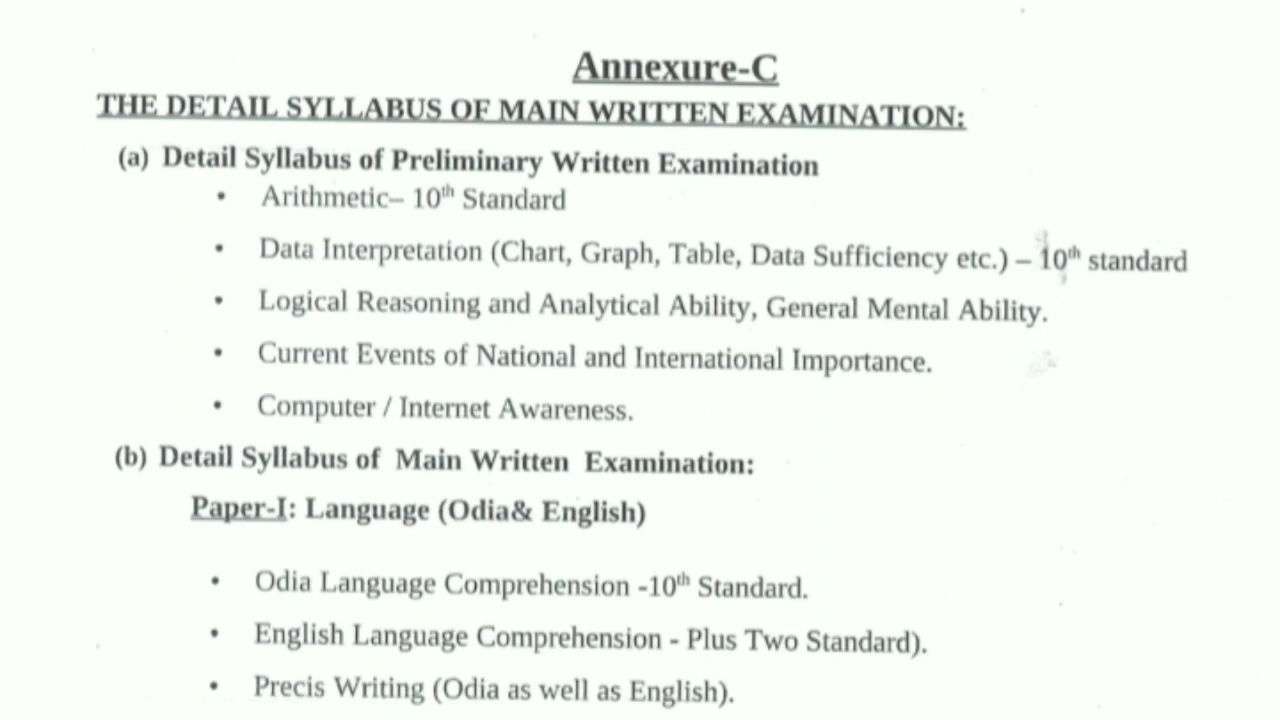 Annexure-C
THE DETAIL SYLLABUS OF MAIN WRITTEN EXAMINATION:
(a) Detail Syllabus of Preliminary Written Examination
• Arithmetic– 10th Standard
• Data Interpretation (Chart, Graph, Table, Data Sufficiency etc.) – 10th standard
• Logical Reasoning and Analytical Ability, General Mental Ability.
• Current Events of National and International Importance.
• Computer / Internet Awareness.
(b) Detail Syllabus of Main Written Examination:
Paper-I: Language (Odia& English)
• Odia Language Comprehension -10th Standard.
• English Language Comprehension - Plus Two Standard).
• Precis Writing (Odia as well as English).